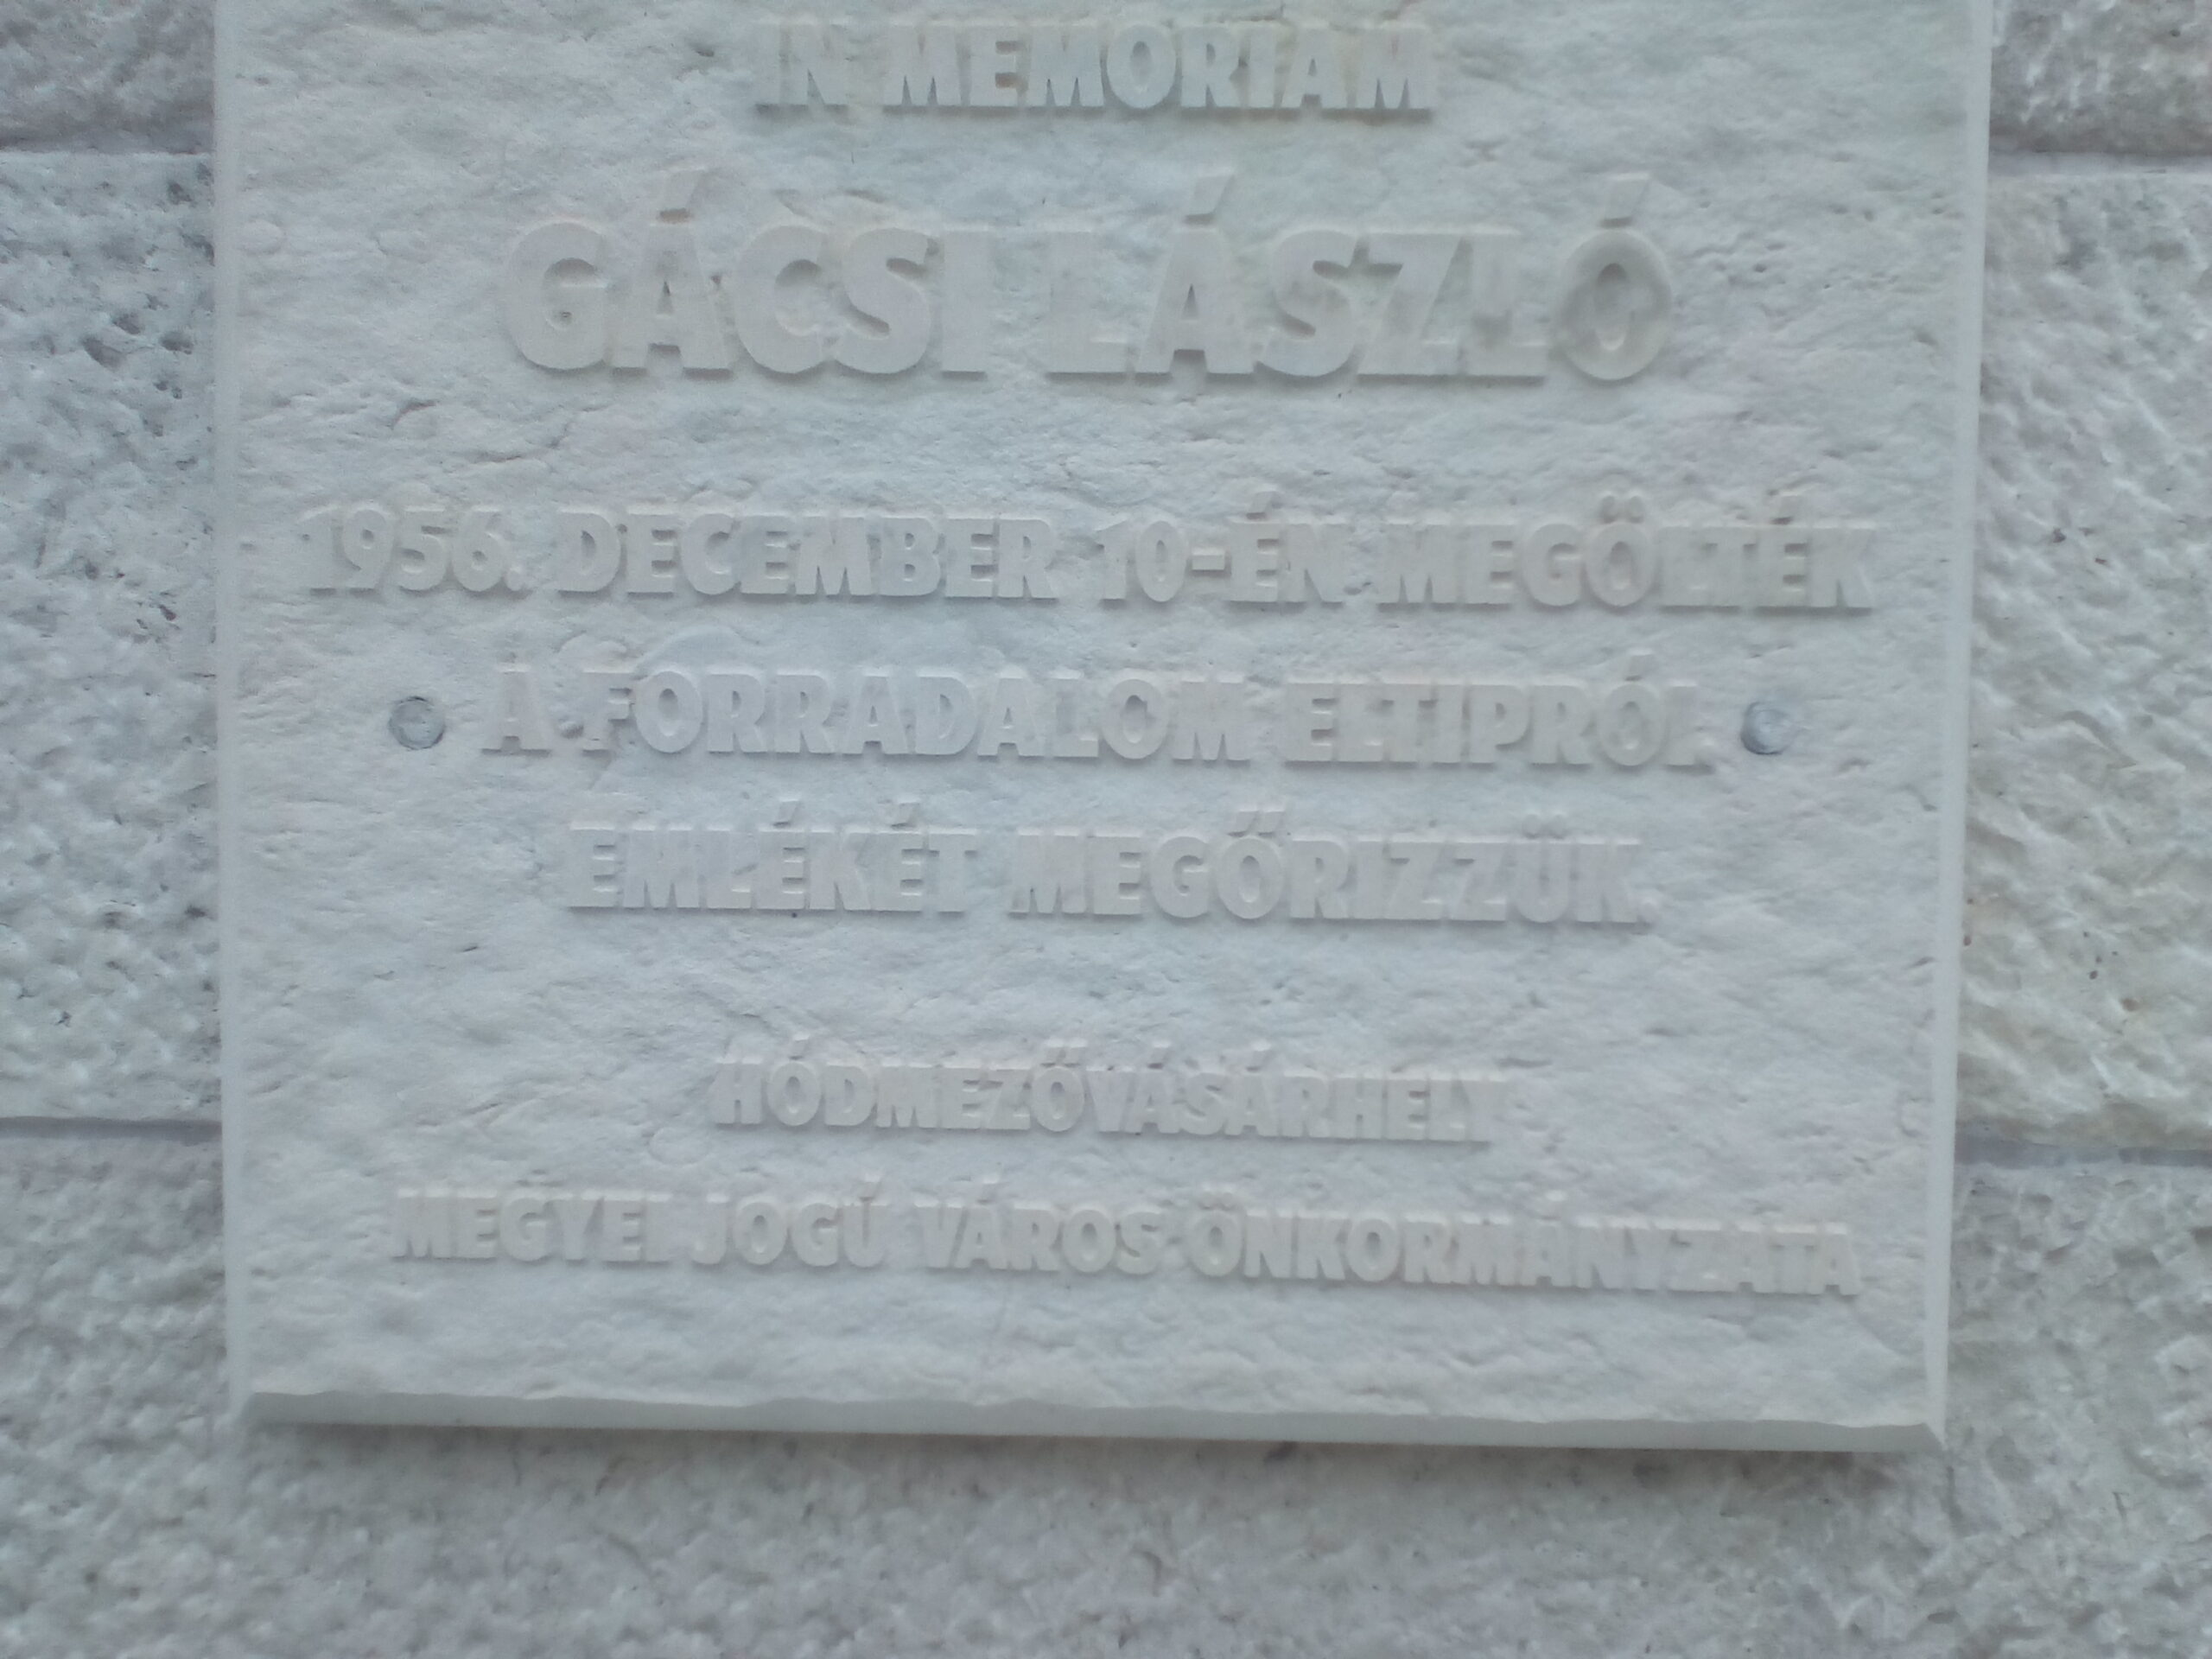 IN MEMORIAM
GÁCSI LÁSZLÓ
1956. DECEMBER 10-ÉN MEGÖLTÉK
A FORRADALOM ELTIPRÓI.
EMLÉKÉT MEGŐRIZZÜK.
HÓDMEZŐVÁSÁRHELY
MEGYEI JOGÚ VÁROS ÖNKORMÁNYZATA